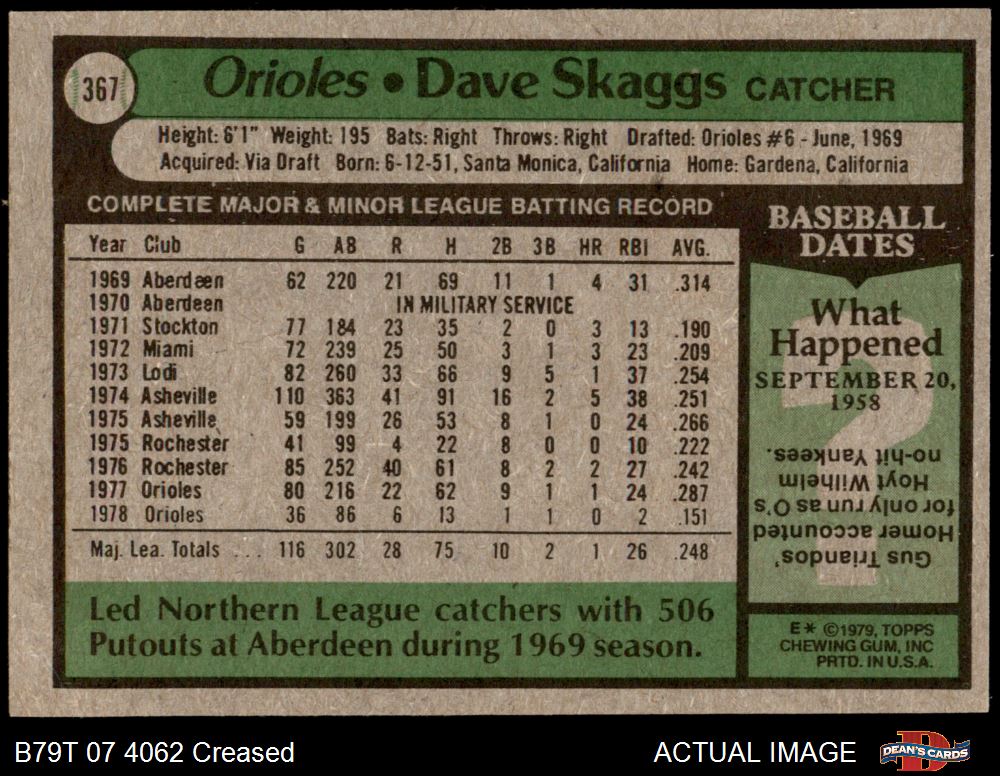 367
Orioles • Dave Skaggs CATCHER
Height: 6'1" Weight: 195 Bats: Right Throws: Right Drafted: Orioles #6 - June, 1969
Acquired: Via Draft Born: 6-12-51, Santa Monica, California Home: Gardena, California
COMPLETE MAJOR & MINOR LEAGUE BATTING RECORD
Year Club G AB R H 2B 3B HR RBI AVG.
1969 Aberdeen 62 220 21 69 11 1 4 31 .314
1970 Aberdeen IN MILITARY SERVICE
1971 Stockton 77 184 23 35 2 0 3 13 .190
1972 Miami 72 239 25 50 3 1 3 23 .209
1973 Lodi 82 260 33 66 9 5 1 37 .254
1974 Asheville 110 363 41 91 16 2 5 38 .251
1975 Asheville 59 199 26 53 8 1 0 24 .266
1975 Rochester 41 99 4 22 8 0 0 10 .222
1976 Rochester 85 252 40 61 8 2 2 27 .242
1977 Orioles 80 216 22 62 9 1 1 24 .287
1978 Orioles 36 86 6 13 1 1 0 2 .151
Maj. Lea. Totals ... 116 302 28 75 10 2 1 26 .248
Led Northern League catchers with 506
Putouts at Aberdeen during 1969 season.
BASEBALL
DATES
What
Happened
SEPTEMBER 20,
1958
?
Gus Triandos'
Homer accounted
for only run as O's
Hoyt Wilhelm
no-hit Yankees.
E* ©1979, TOPPS
CHEWING GUM, INC
PRTD. IN U.S.A.
B79T 07 4062 Creased
ACTUAL IMAGE
D
DEAN'S CARDS